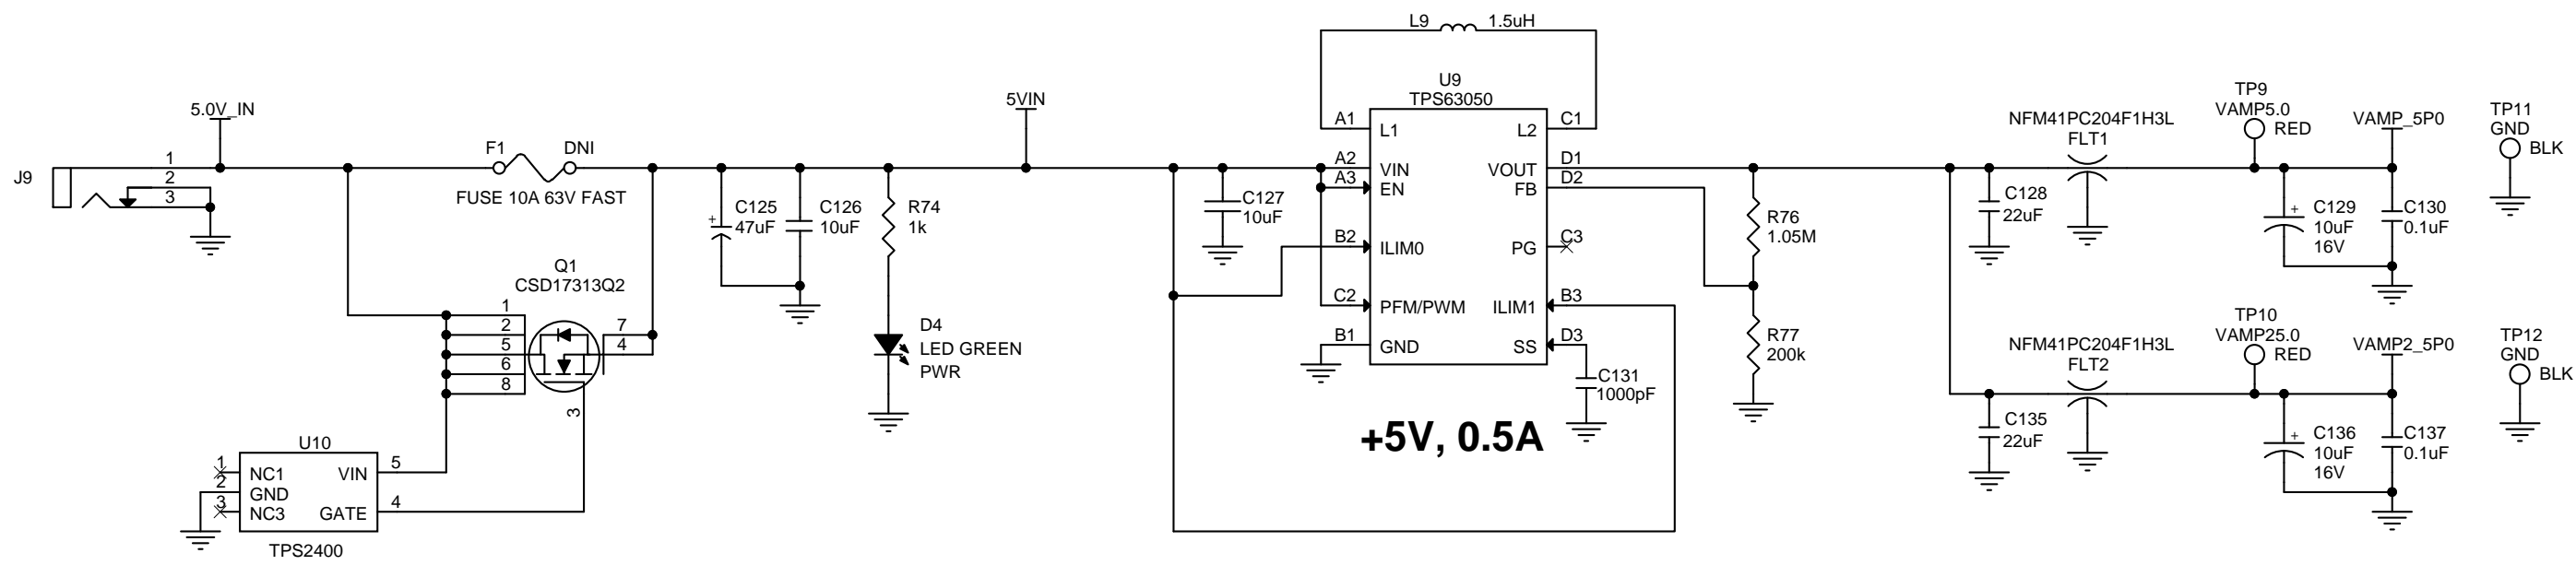 L9 1.5uH
U9
TPS63050
A1 L1 L2 C1
A2 VIN VOUT D1
A3 EN FB D2
B2 ILIM0 PG C3
C2 PFM/PWM ILIM1 B3
B1 GND SS D3
J9
1
2
3
5.0V_IN
F1 DNI
FUSE 10A 63V FAST
Q1
CSD17313Q2
1
2
5
6
8
7
4
3
U10
1 NC1 VIN 5
2 GND
3 NC3 GATE 4
TPS2400
+ C125
47uF
C126
10uF
R74
1k
D4
LED GREEN
PWR
5VIN
C127
10uF
C131
1000pF
+5V, 0.5A
R76
1.05M
R77
200k
C128
22uF
NFM41PC204F1H3L
FLT1
TP9
VAMP5.0
RED
VAMP_5P0
+ C129
10uF
16V
C130
0.1uF
TP11
GND
BLK
C135
22uF
NFM41PC204F1H3L
FLT2
TP10
VAMP25.0
RED
VAMP2_5P0
+ C136
10uF
16V
C137
0.1uF
TP12
GND
BLK